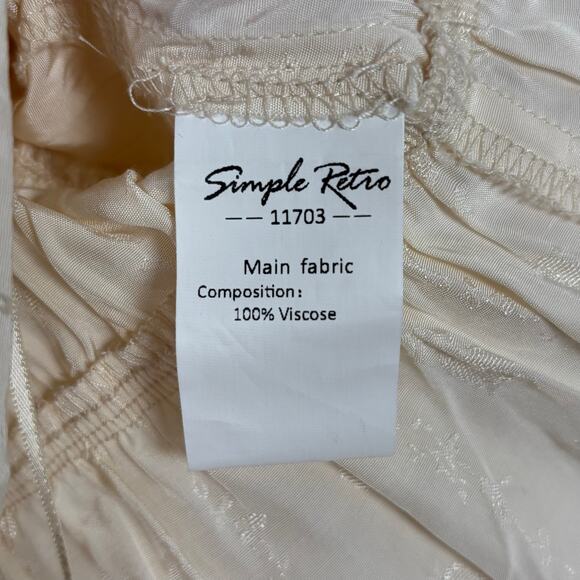 Simple Retro
-- 11703 --
Main fabric
Composition:
100% Viscose